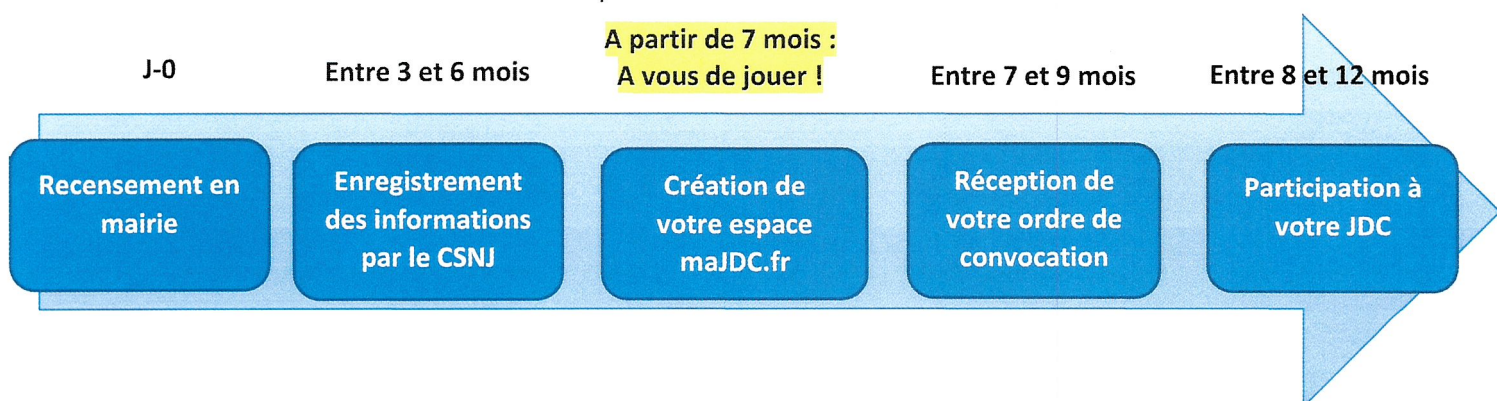 A partir de 7 mois :
A vous de jouer !
J-0
Entre 3 et 6 mois
Entre 7 et 9 mois
Entre 8 et 12 mois
Recensement en
mairie
Enregistrement
des informations
par le CSNJ
Création de
votre espace
maJDC.fr
Réception de
votre ordre de
convocation
Participation à
votre JDC